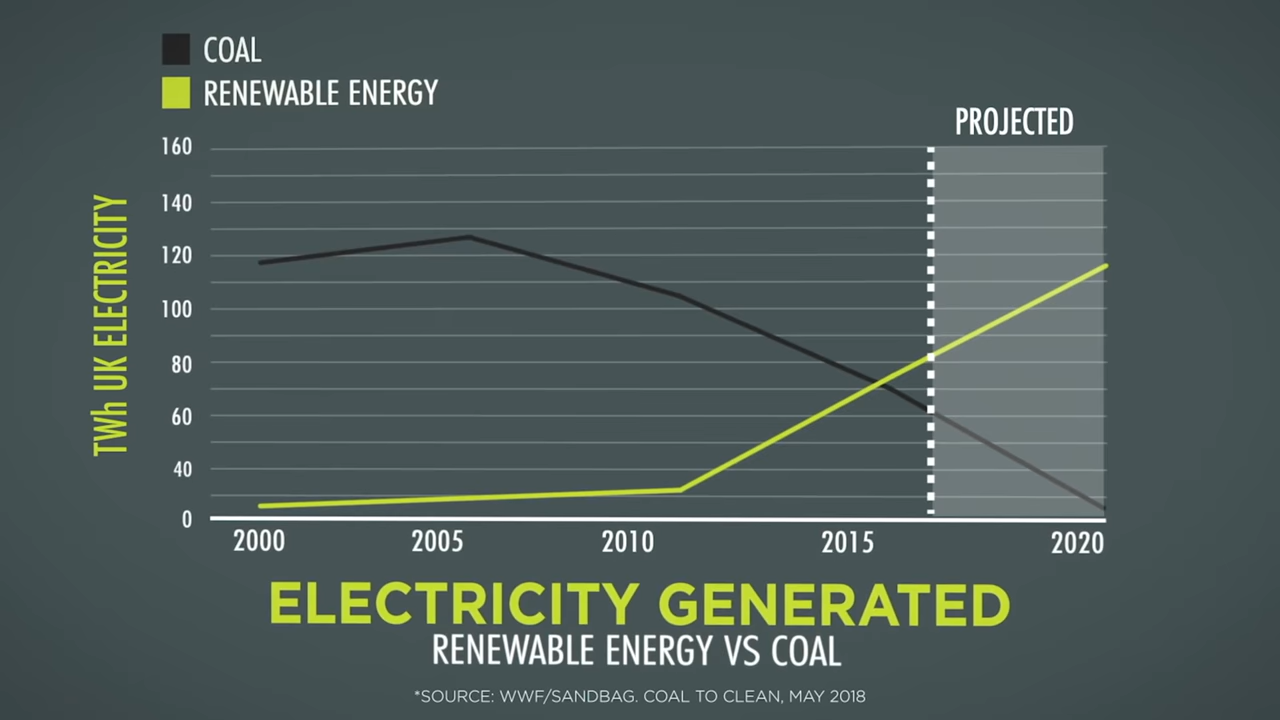 COAL
RENEWABLE ENERGY
PROJECTED
160
140
120
100
80
60
40
0
TWh UK ELECTRICITY
2000 2005 2010 2015 2020
ELECTRICITY GENERATED
RENEWABLE ENERGY VS COAL
*SOURCE: WWF/SANDBAG. COAL TO CLEAN, MAY 2018